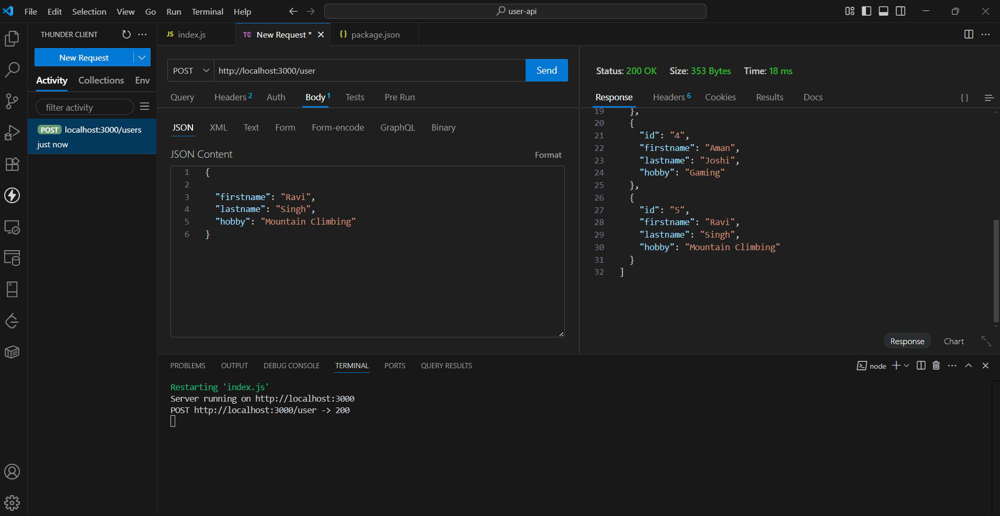 File Edit Selection View Go Run Terminal Help
user-api
THUNDER CLIENT
New Request
Activity Collections Env
filter activity
POST localhost:3000/users
just now
JS index.js
TC New Request *
{} package.json
POST http://localhost:3000/user Send
Query Headers 2 Auth Body 1 Tests Pre Run
JSON XML Text Form Form-encode GraphQL Binary
JSON Content Format
1 {
2
3 "firstname": "Ravi",
4 "lastname": "Singh",
5 "hobby": "Mountain Climbing"
6 }
Status: 200 OK Size: 353 Bytes Time: 18 ms
Response Headers 6 Cookies Results Docs {}
19 },
20 {
21 "id": "4",
22 "firstname": "Aman",
23 "lastname": "Joshi",
24 "hobby": "Gaming"
25 },
26 {
27 "id": "5",
28 "firstname": "Ravi",
29 "lastname": "Singh",
30 "hobby": "Mountain Climbing"
31 }
32 ]
Response Chart
PROBLEMS OUTPUT DEBUG CONSOLE TERMINAL PORTS QUERY RESULTS
node
Restarting 'index.js'
Server running on http://localhost:3000
POST http://localhost:3000/user -> 200